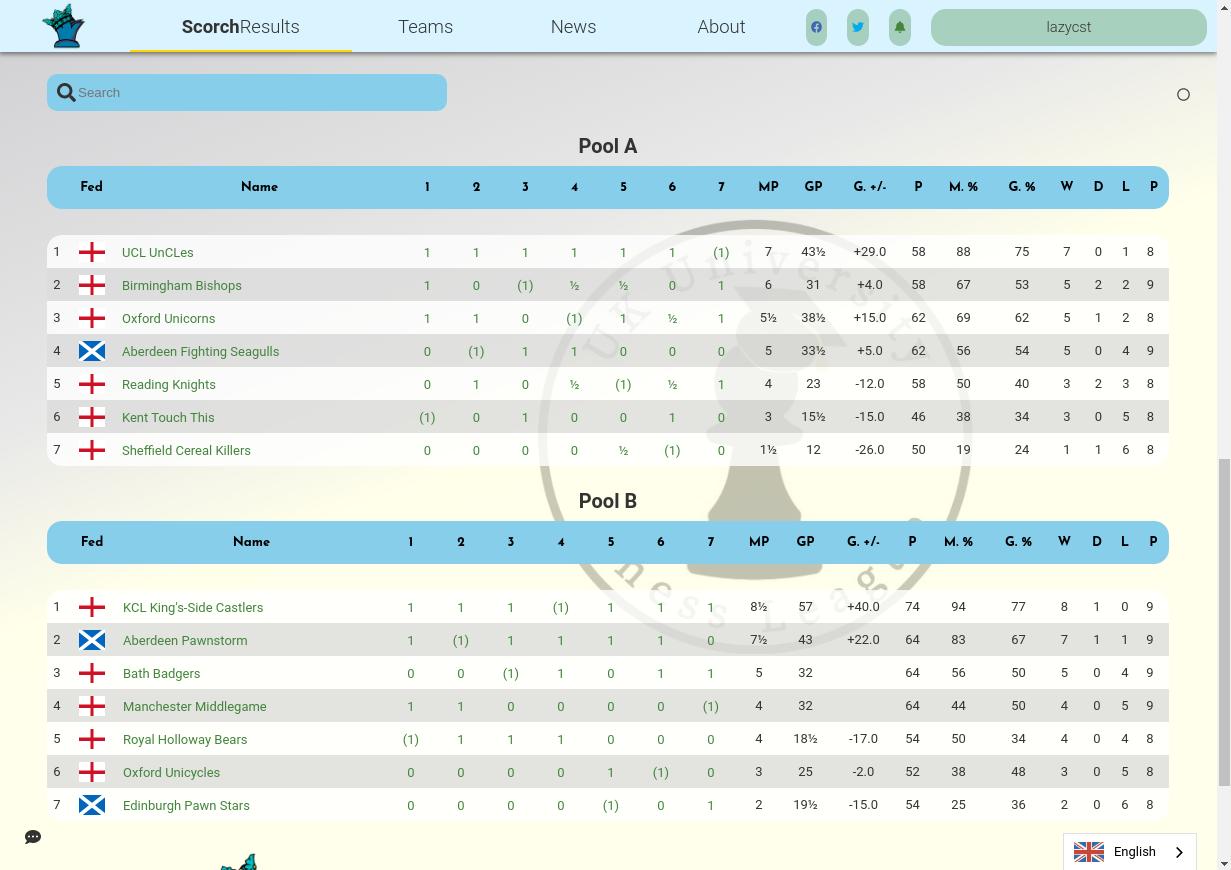 ScorchResults Teams News About lazycst
Search
Pool A
Fed Name 1 2 3 4 5 6 7 MP GP G. +/- P M. % G. % W D L P
1 UCL UnCLes 1 1 1 1 1 1 (1) 7 43½ +29.0 58 88 75 7 0 1 8
2 Birmingham Bishops 1 0 (1) ½ ½ 0 1 6 31 +4.0 58 67 53 5 2 2 9
3 Oxford Unicorns 1 1 0 (1) 1 ½ 1 5½ 38½ +15.0 62 69 62 5 1 2 8
4 Aberdeen Fighting Seagulls 0 (1) 1 1 0 0 0 5 33½ +5.0 62 56 54 5 0 4 9
5 Reading Knights 0 1 0 ½ (1) ½ 1 4 23 -12.0 58 50 40 3 2 3 8
6 Kent Touch This (1) 0 1 0 0 1 0 3 15½ -15.0 46 38 34 3 0 5 8
7 Sheffield Cereal Killers 0 0 0 0 ½ (1) 0 1½ 12 -26.0 50 19 24 1 1 6 8
Pool B
Fed Name 1 2 3 4 5 6 7 MP GP G. +/- P M. % G. % W D L P
1 KCL King's-Side Castlers 1 1 1 (1) 1 1 1 8½ 57 +40.0 74 94 77 8 1 0 9
2 Aberdeen Pawnstorm 1 (1) 1 1 1 1 0 7½ 43 +22.0 64 83 67 7 1 1 9
3 Bath Badgers 0 0 (1) 1 0 1 1 5 32 64 56 50 5 0 4 9
4 Manchester Middlegame 1 1 0 0 0 0 (1) 4 32 64 44 50 4 0 5 9
5 Royal Holloway Bears (1) 1 1 1 0 0 0 4 18½ -17.0 54 50 34 4 0 4 8
6 Oxford Unicycles 0 0 0 0 1 (1) 0 3 25 -2.0 52 38 48 3 0 5 8
7 Edinburgh Pawn Stars 0 0 0 0 (1) 0 1 2 19½ -15.0 54 25 36 2 0 6 8
UK University
English